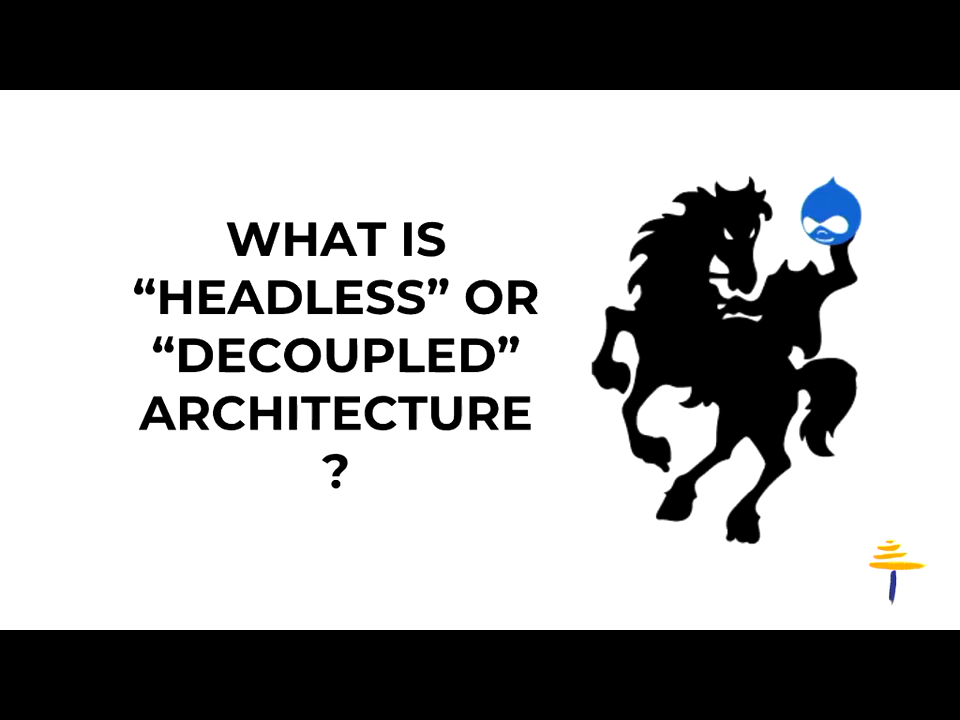 WHAT IS
“HEADLESS” OR
“DECOUPLED”
ARCHITECTURE
?